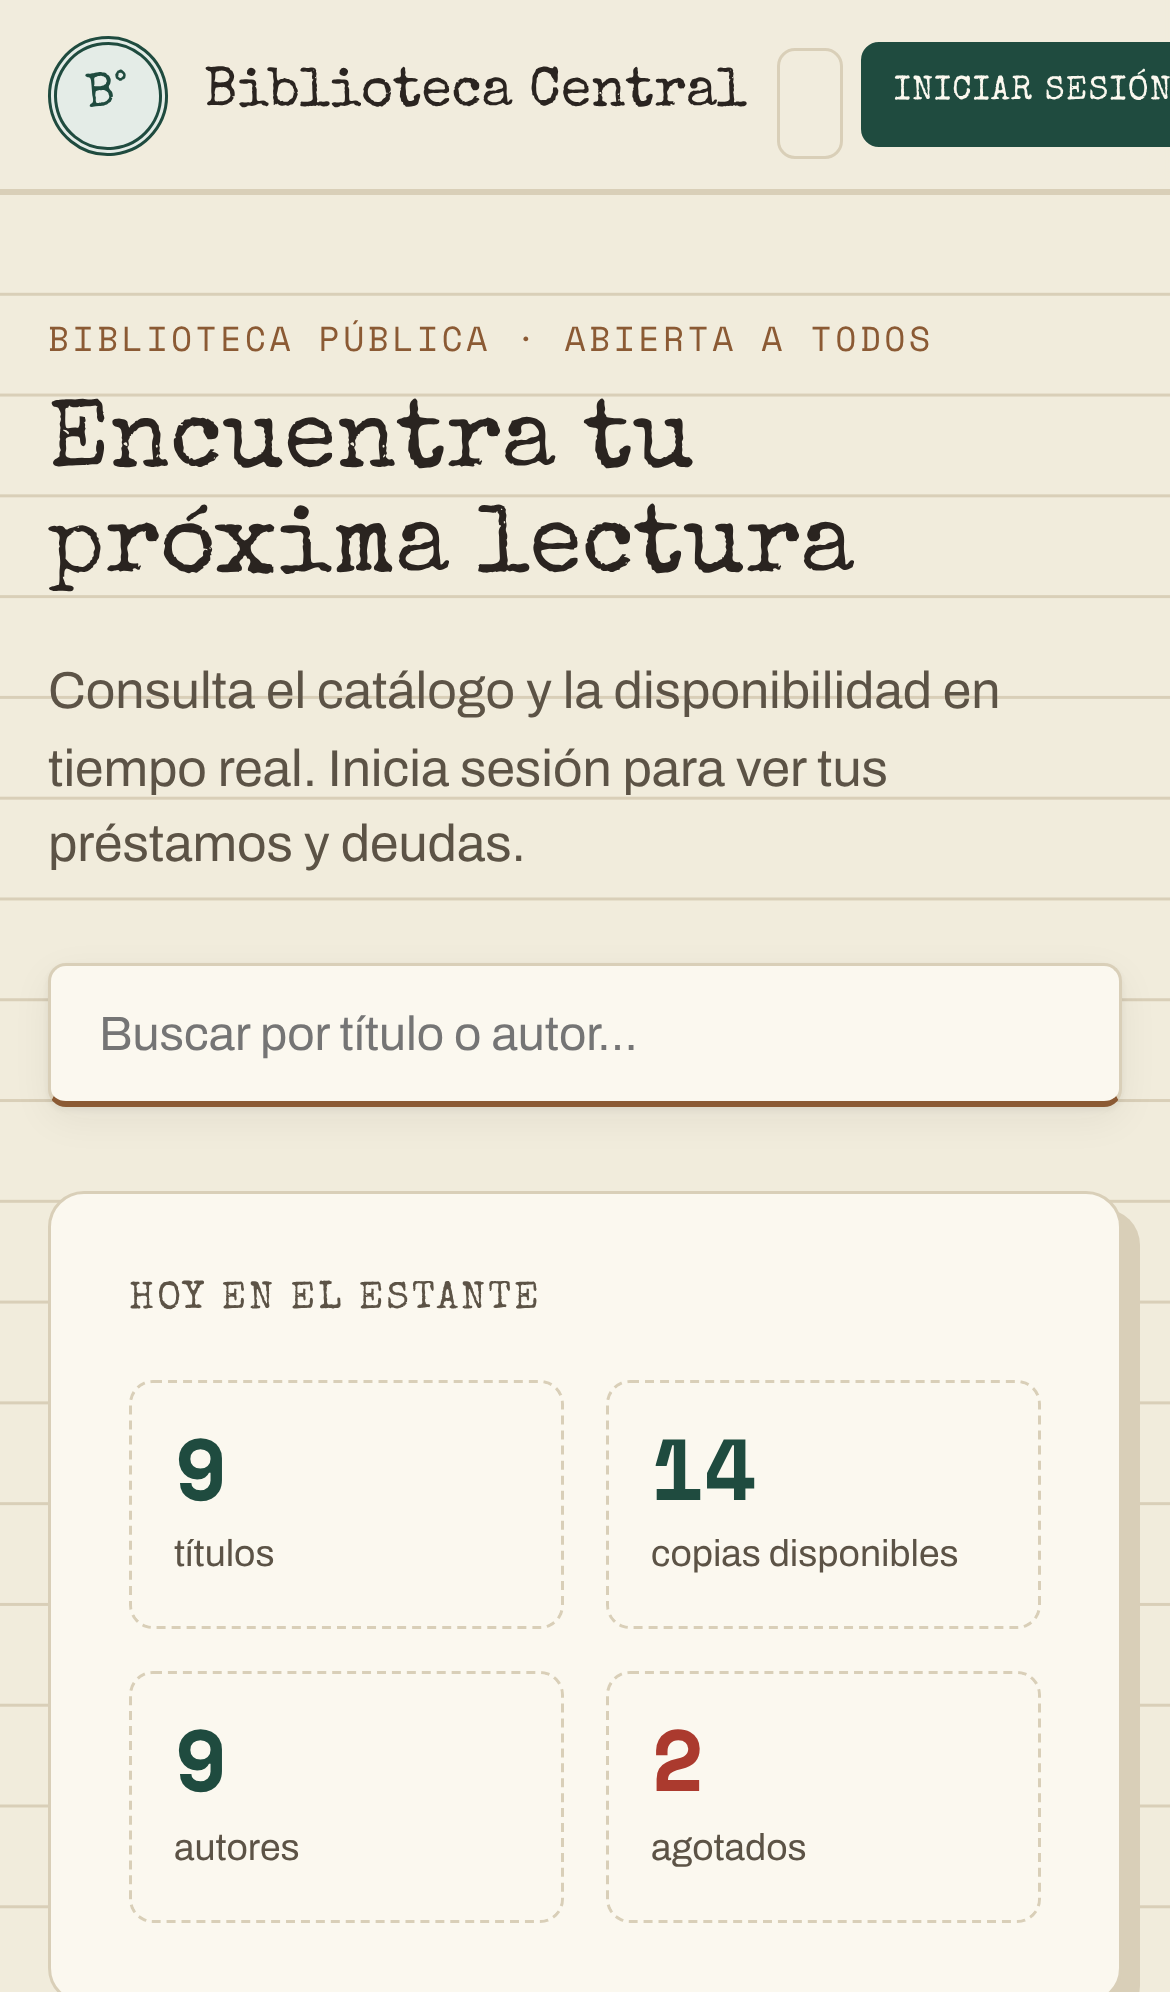 B°
Biblioteca Central
INICIAR SESIÓN
BIBLIOTECA PÚBLICA · ABIERTA A TODOS
Encuentra tu
próxima lectura
Consulta el catálogo y la disponibilidad en
tiempo real. Inicia sesión para ver tus
préstamos y deudas.
Buscar por título o autor...
HOY EN EL ESTANTE
9
títulos
14
copias disponibles
9
autores
2
agotados